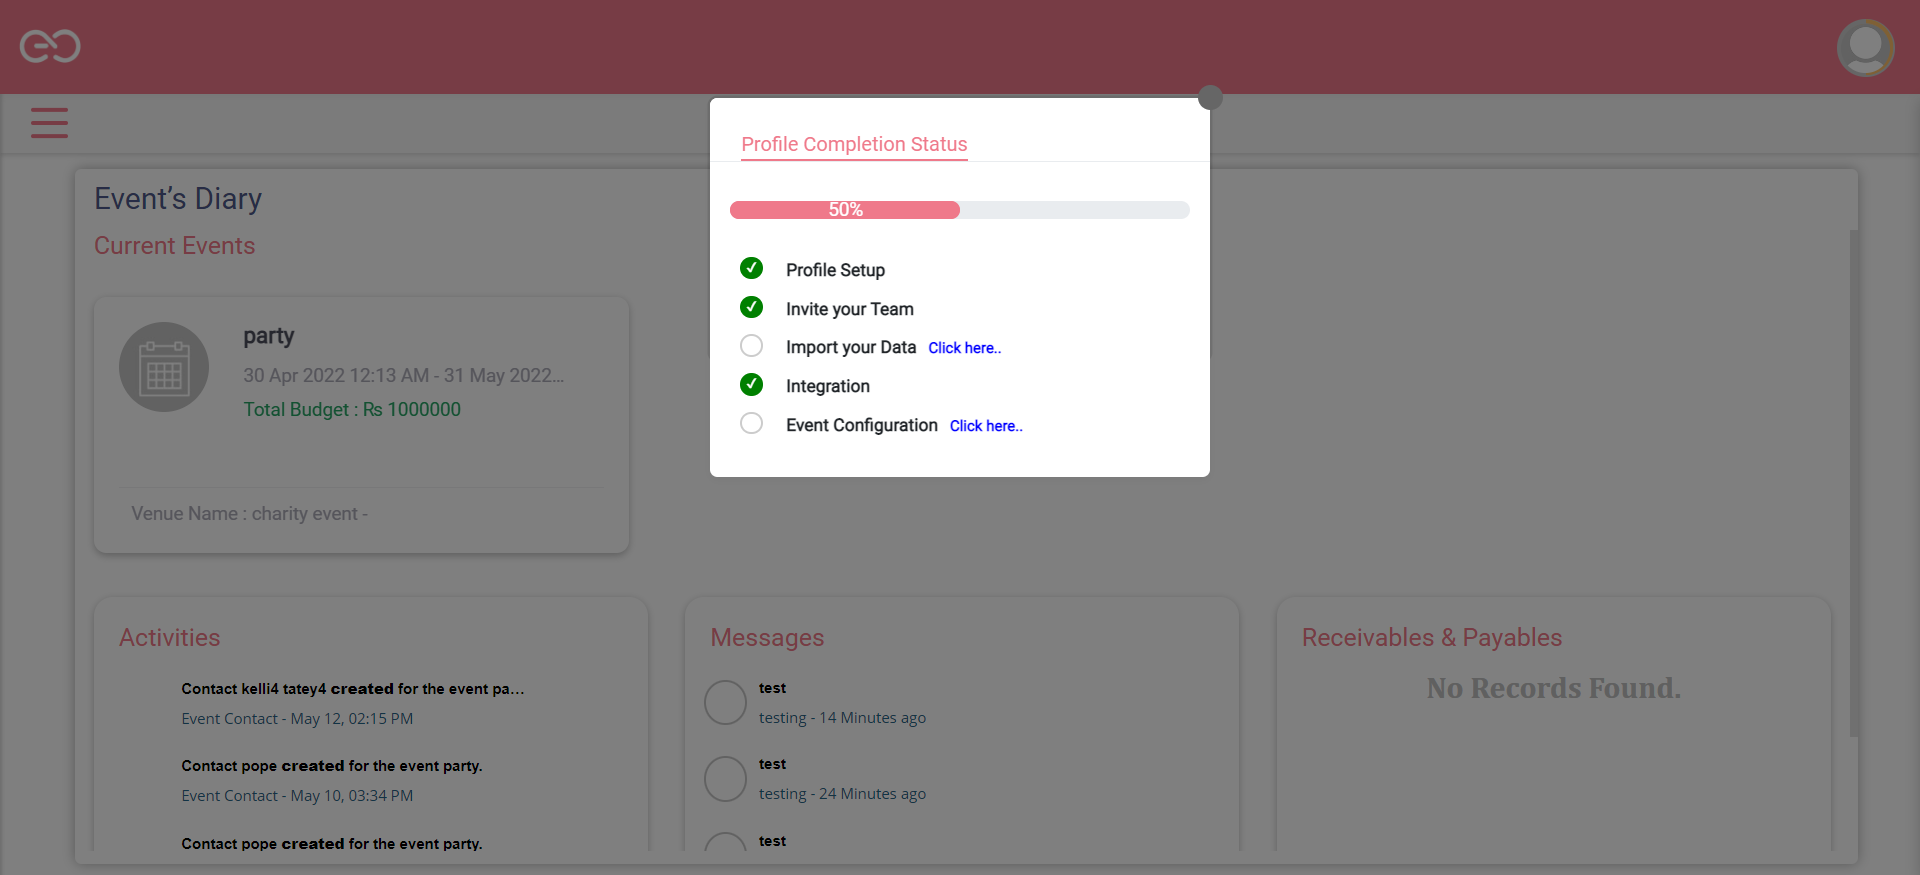 Profile Completion Status
50%
Profile Setup
Invite your Team
Import your Data Click here..
Integration
Event Configuration Click here..
Event’s Diary
Current Events
party
30 Apr 2022 12:13 AM - 31 May 2022...
Total Budget : ₨ 1000000
Venue Name : charity event -
Activities
Contact kelli4 tatey4 created for the event pa...
Event Contact - May 12, 02:15 PM
Contact pope created for the event party.
Event Contact - May 10, 03:34 PM
Contact pope created for the event party.
Messages
test
testing - 14 Minutes ago
test
testing - 24 Minutes ago
test
Receivables & Payables
No Records Found.